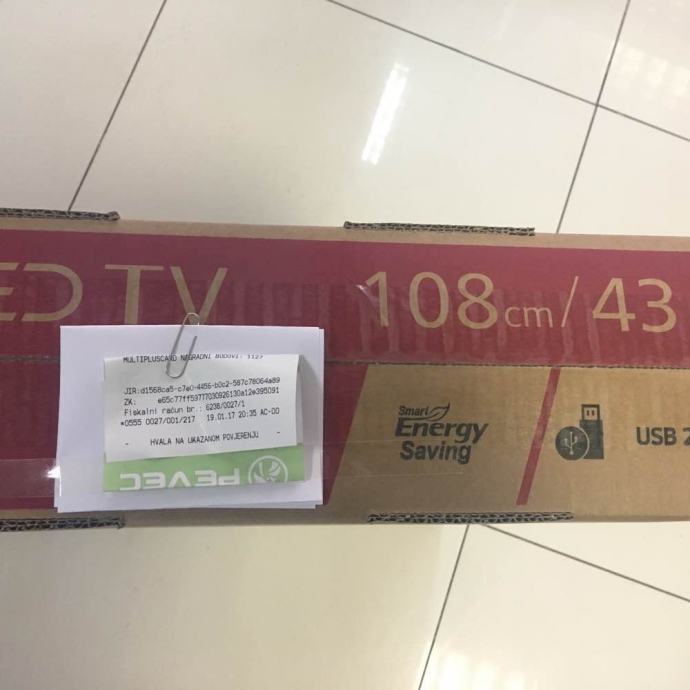 ED TV 108cm/43
MULTIPLUSCARD NAGRADNI BODOVI: 1127
JIR:d1568ca5-c7e0-4456-b0c2-587c78064a89
ZK: e65c77ff59777030926130a12e395091
Fiskalni račun br.: 6238/0027/1
*0555 0027/001/217 19.01.17 20:35 AC-00
- HVALA NA UKAZANOM POVJERENJU -
PEVEC
Smart
Energy
Saving
USB 2